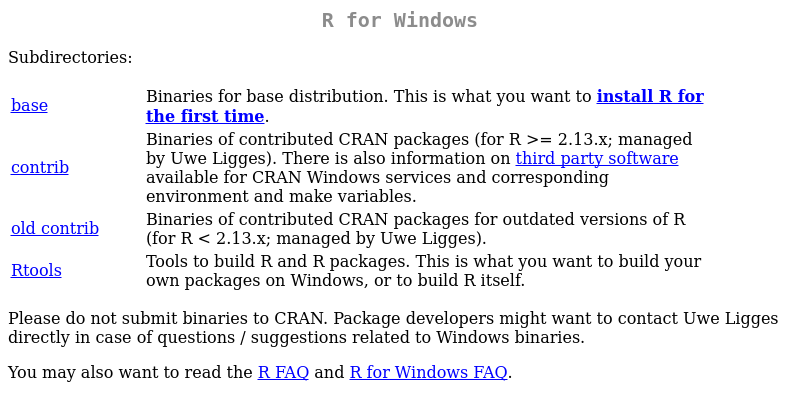 R for Windows
Subdirectories:
base
Binaries for base distribution. This is what you want to install R for
the first time.
contrib
Binaries of contributed CRAN packages (for R >= 2.13.x; managed
by Uwe Ligges). There is also information on third party software
available for CRAN Windows services and corresponding
environment and make variables.
old contrib
Binaries of contributed CRAN packages for outdated versions of R
(for R < 2.13.x; managed by Uwe Ligges).
Rtools
Tools to build R and R packages. This is what you want to build your
own packages on Windows, or to build R itself.
Please do not submit binaries to CRAN. Package developers might want to contact Uwe Ligges
directly in case of questions / suggestions related to Windows binaries.
You may also want to read the R FAQ and R for Windows FAQ.